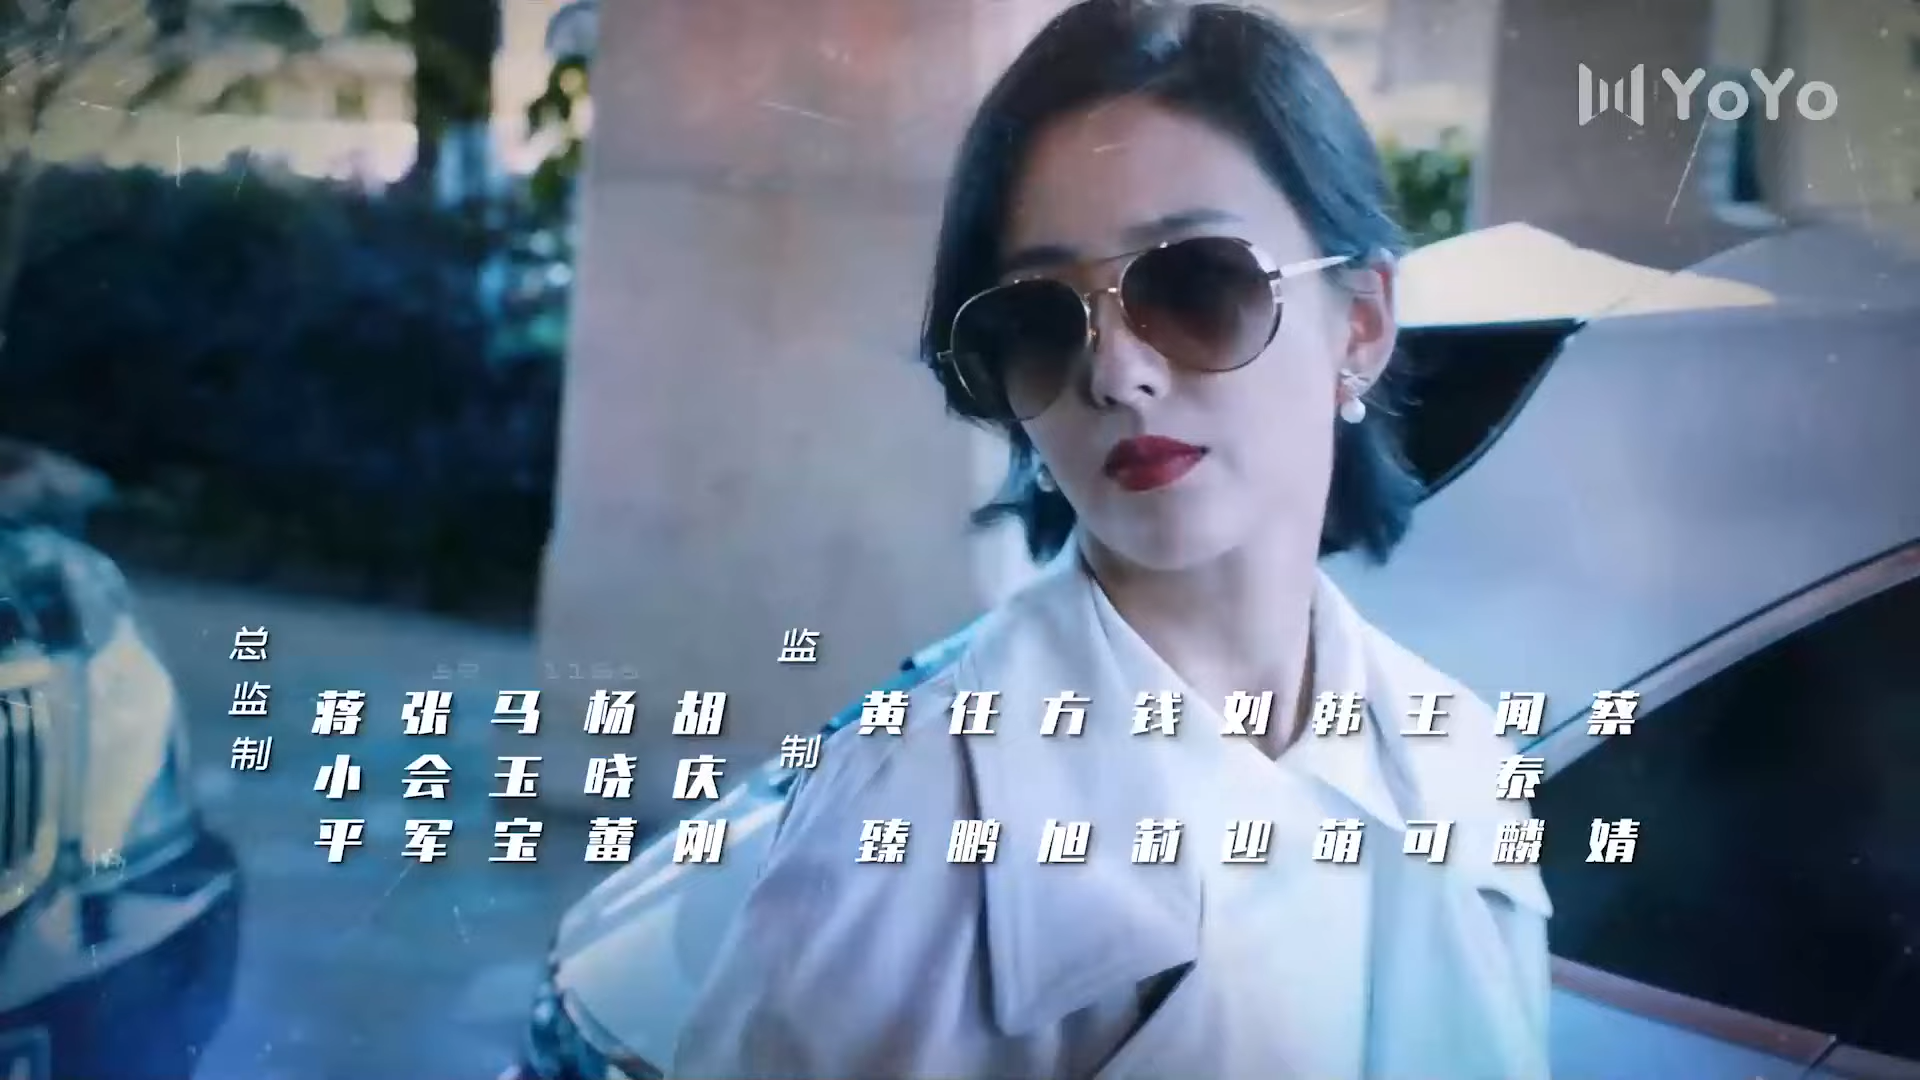 YoYo
总监制
蒋小平
张会军
马玉宝
杨晓蕾
胡庆刚
监制
黄臻
任鹏
方旭
钱莉
刘迎
韩萌
王可
闻泰麟
蔡婧